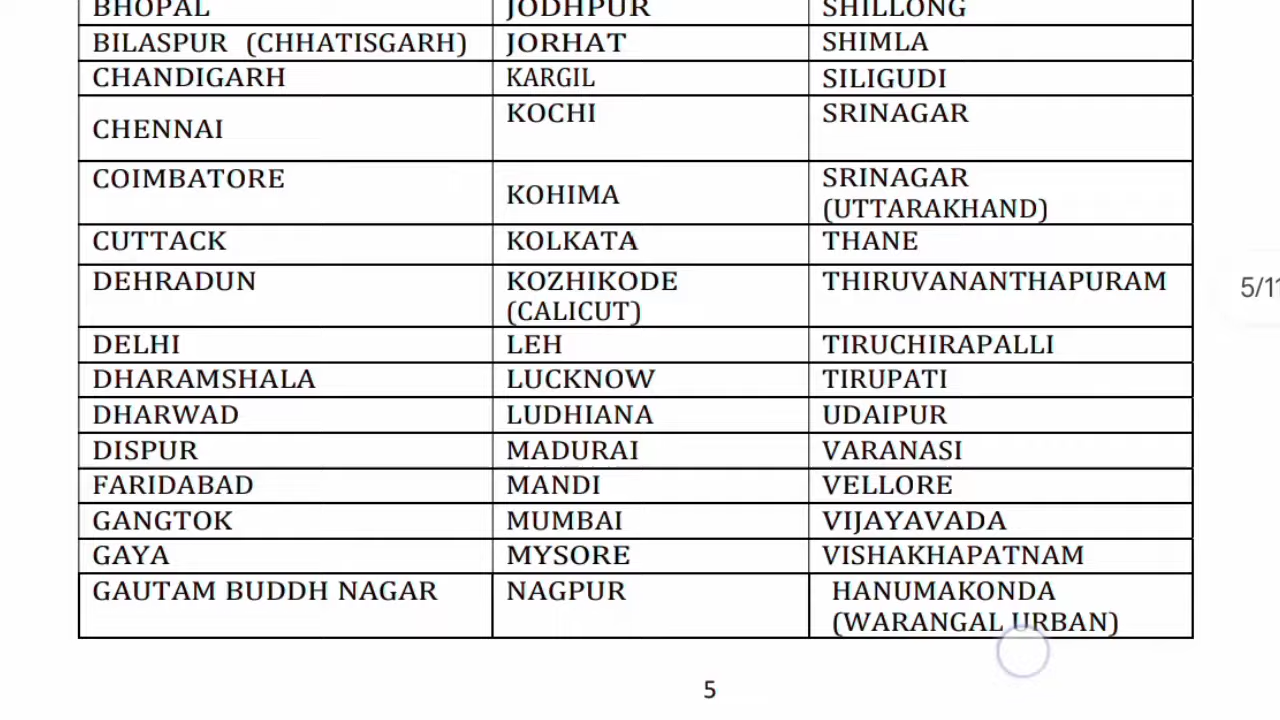 BHOPAL JODHPUR SHILLONG
BILASPUR (CHHATISGARH) JORHAT SHIMLA
CHANDIGARH KARGIL SILIGUDI
CHENNAI KOCHI SRINAGAR
COIMBATORE KOHIMA SRINAGAR
(UTTARAKHAND)
CUTTACK KOLKATA THANE
DEHRADUN KOZHIKODE THIRUVANANTHAPURAM
(CALICUT)
5/11
DELHI LEH TIRUCHIRAPALLI
DHARAMSHALA LUCKNOW TIRUPATI
DHARWAD LUDHIANA UDAIPUR
DISPUR MADURAI VARANASI
FARIDABAD MANDI VELLORE
GANGTOK MUMBAI VIJAYAVADA
GAYA MYSORE VISHAKHAPATNAM
GAUTAM BUDDH NAGAR NAGPUR HANUMAKONDA
(WARANGAL URBAN)
5